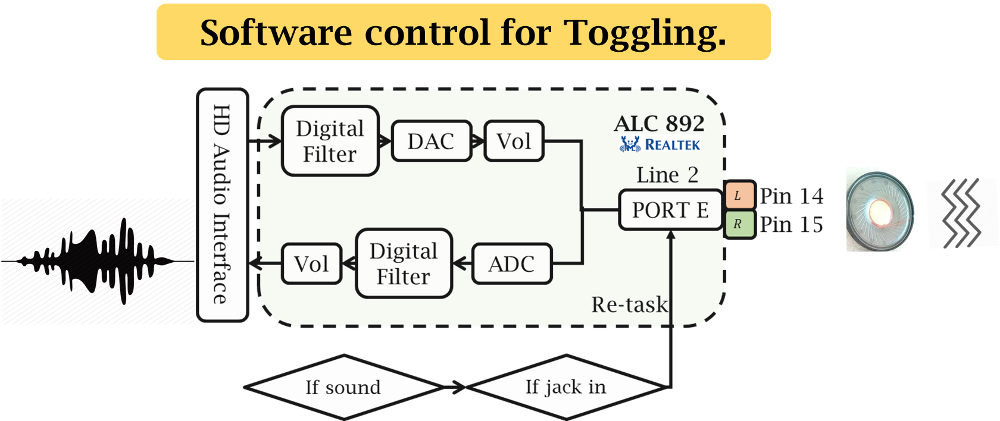 Software control for Toggling.
HD Audio Interface
Digital
Filter
DAC
Vol
ALC 892
REALTEK
Line 2
PORT E
L
Pin 14
R
Pin 15
Vol
Digital
Filter
ADC
Re-task
If sound
If jack in